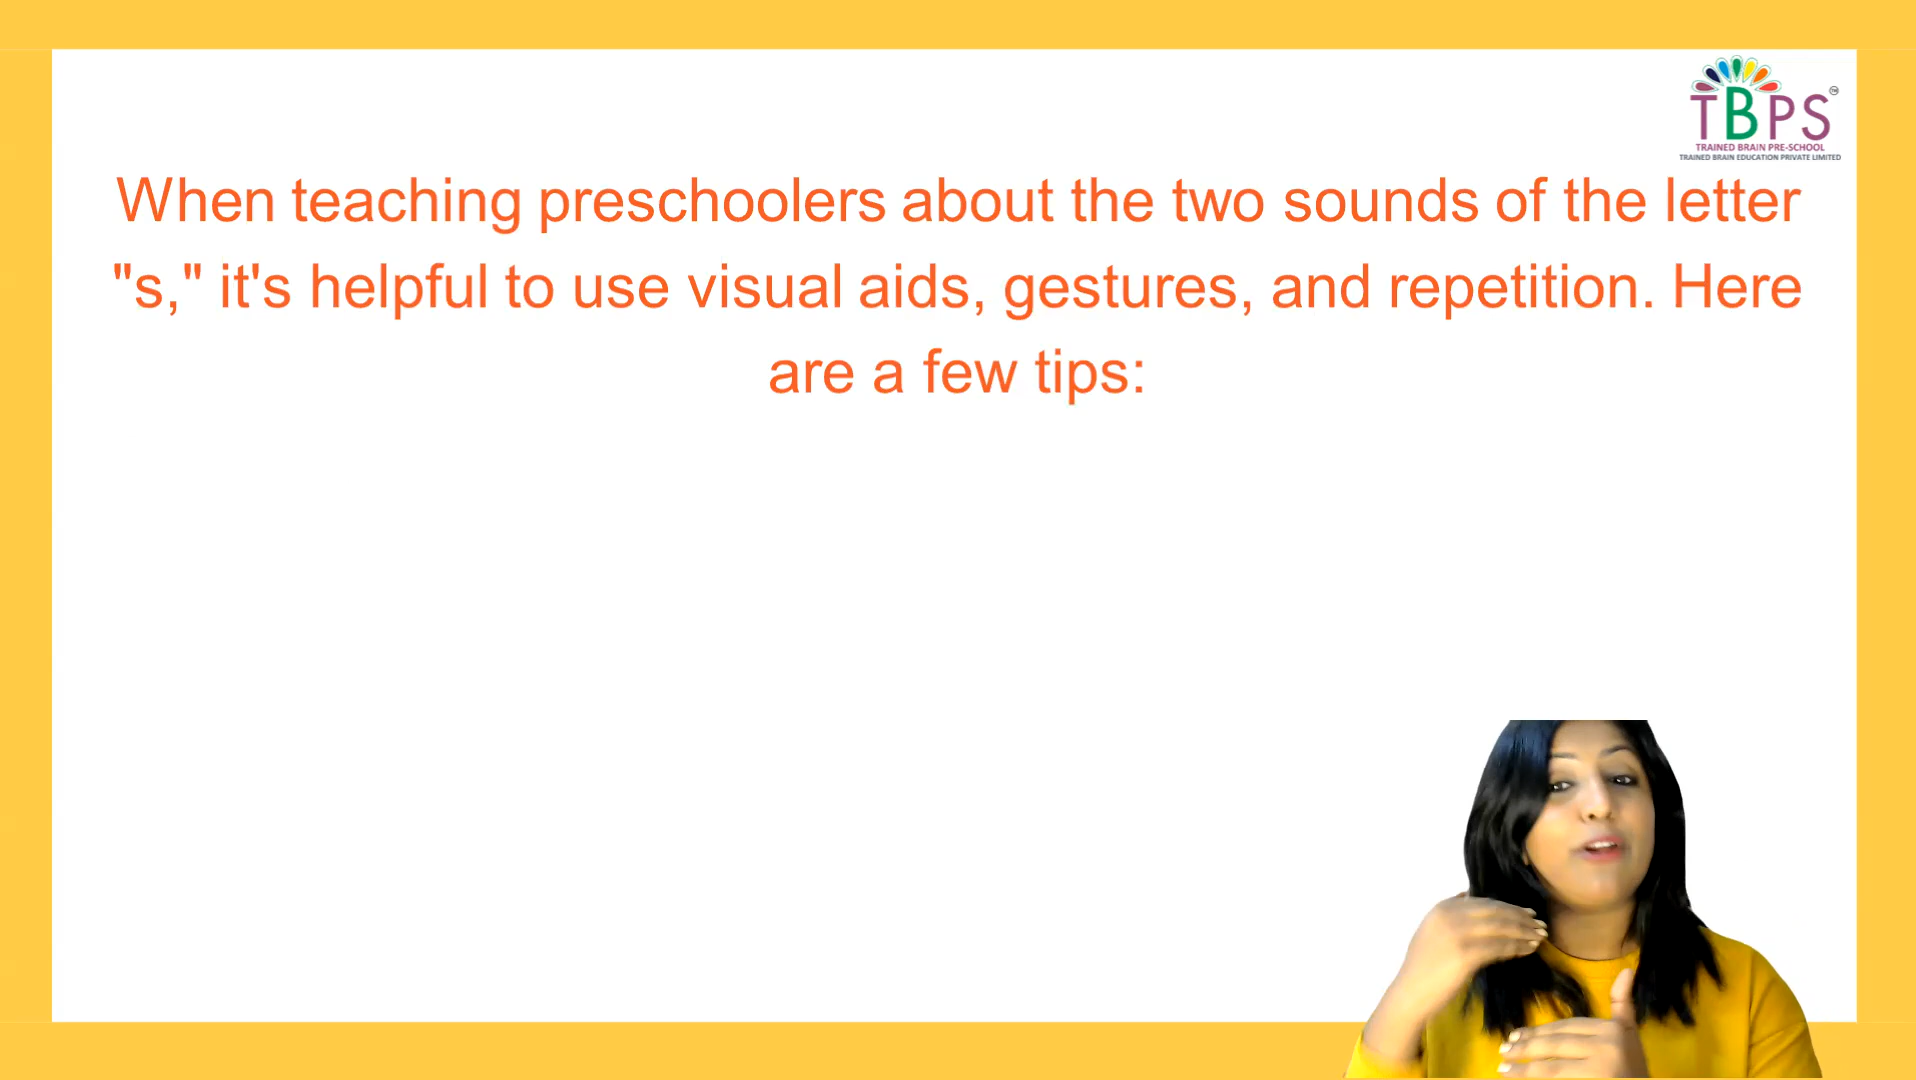 TBPS
TRAINED BRAIN PRE-SCHOOL
TRAINED BRAIN EDUCATION PRIVATE LIMITED
When teaching preschoolers about the two sounds of the letter
"s," it's helpful to use visual aids, gestures, and repetition. Here
are a few tips: